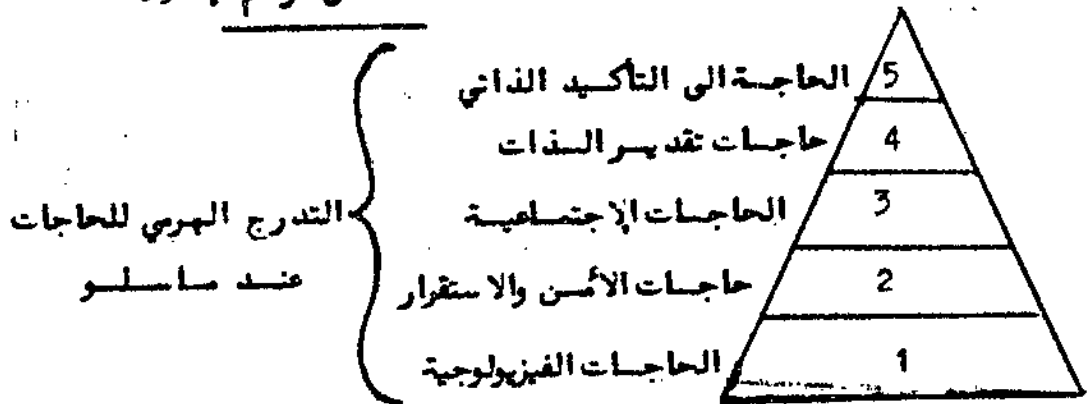 الحاجة الى التأكيد الذاتي
5
حاجات تقدير الذات
4
الحاجات الإجتماعية
3
حاجات الأمن والاستقرار
2
الحاجات الفيزيولوجية
1
التدرج الهرمي للحاجات
عند ماسلو